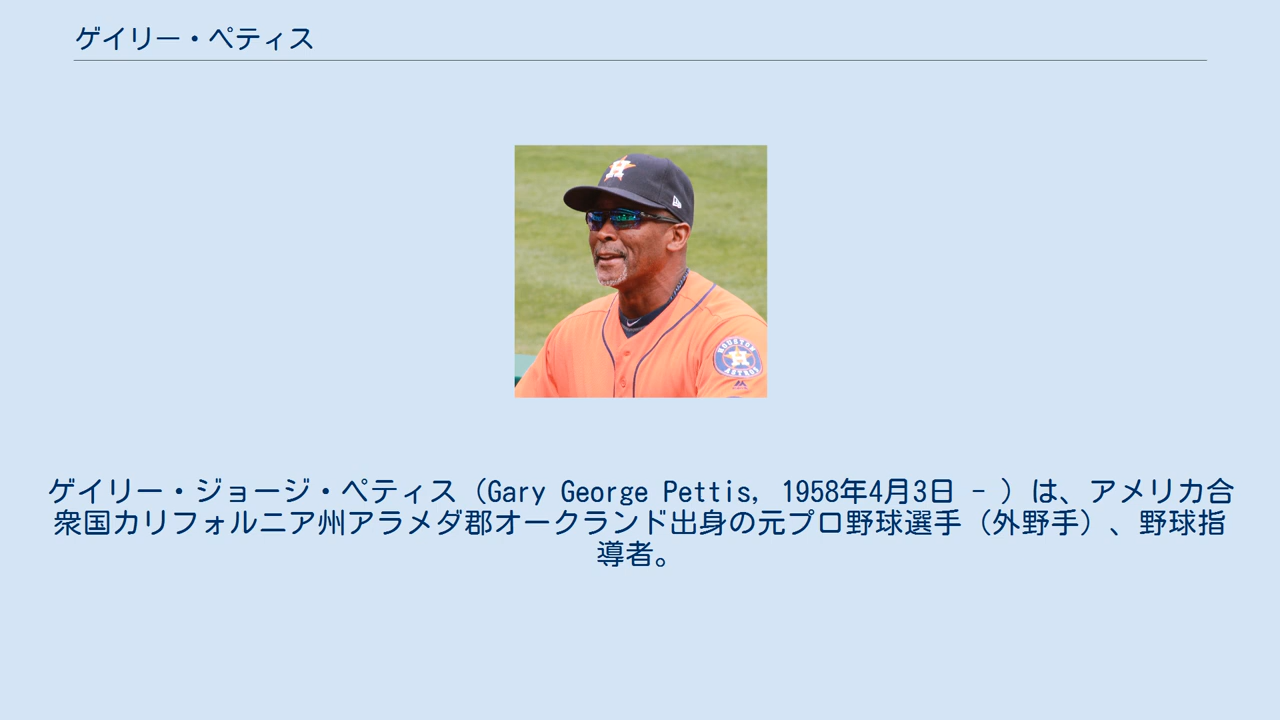 ゲイリー・ペティス
HOUSTON
ASTROS
ゲイリー・ジョージ・ペティス（Gary George Pettis, 1958年4月3日 - ）は、アメリカ合
衆国カリフォルニア州アラメダ郡オークランド出身の元プロ野球選手（外野手）、野球指
導者。